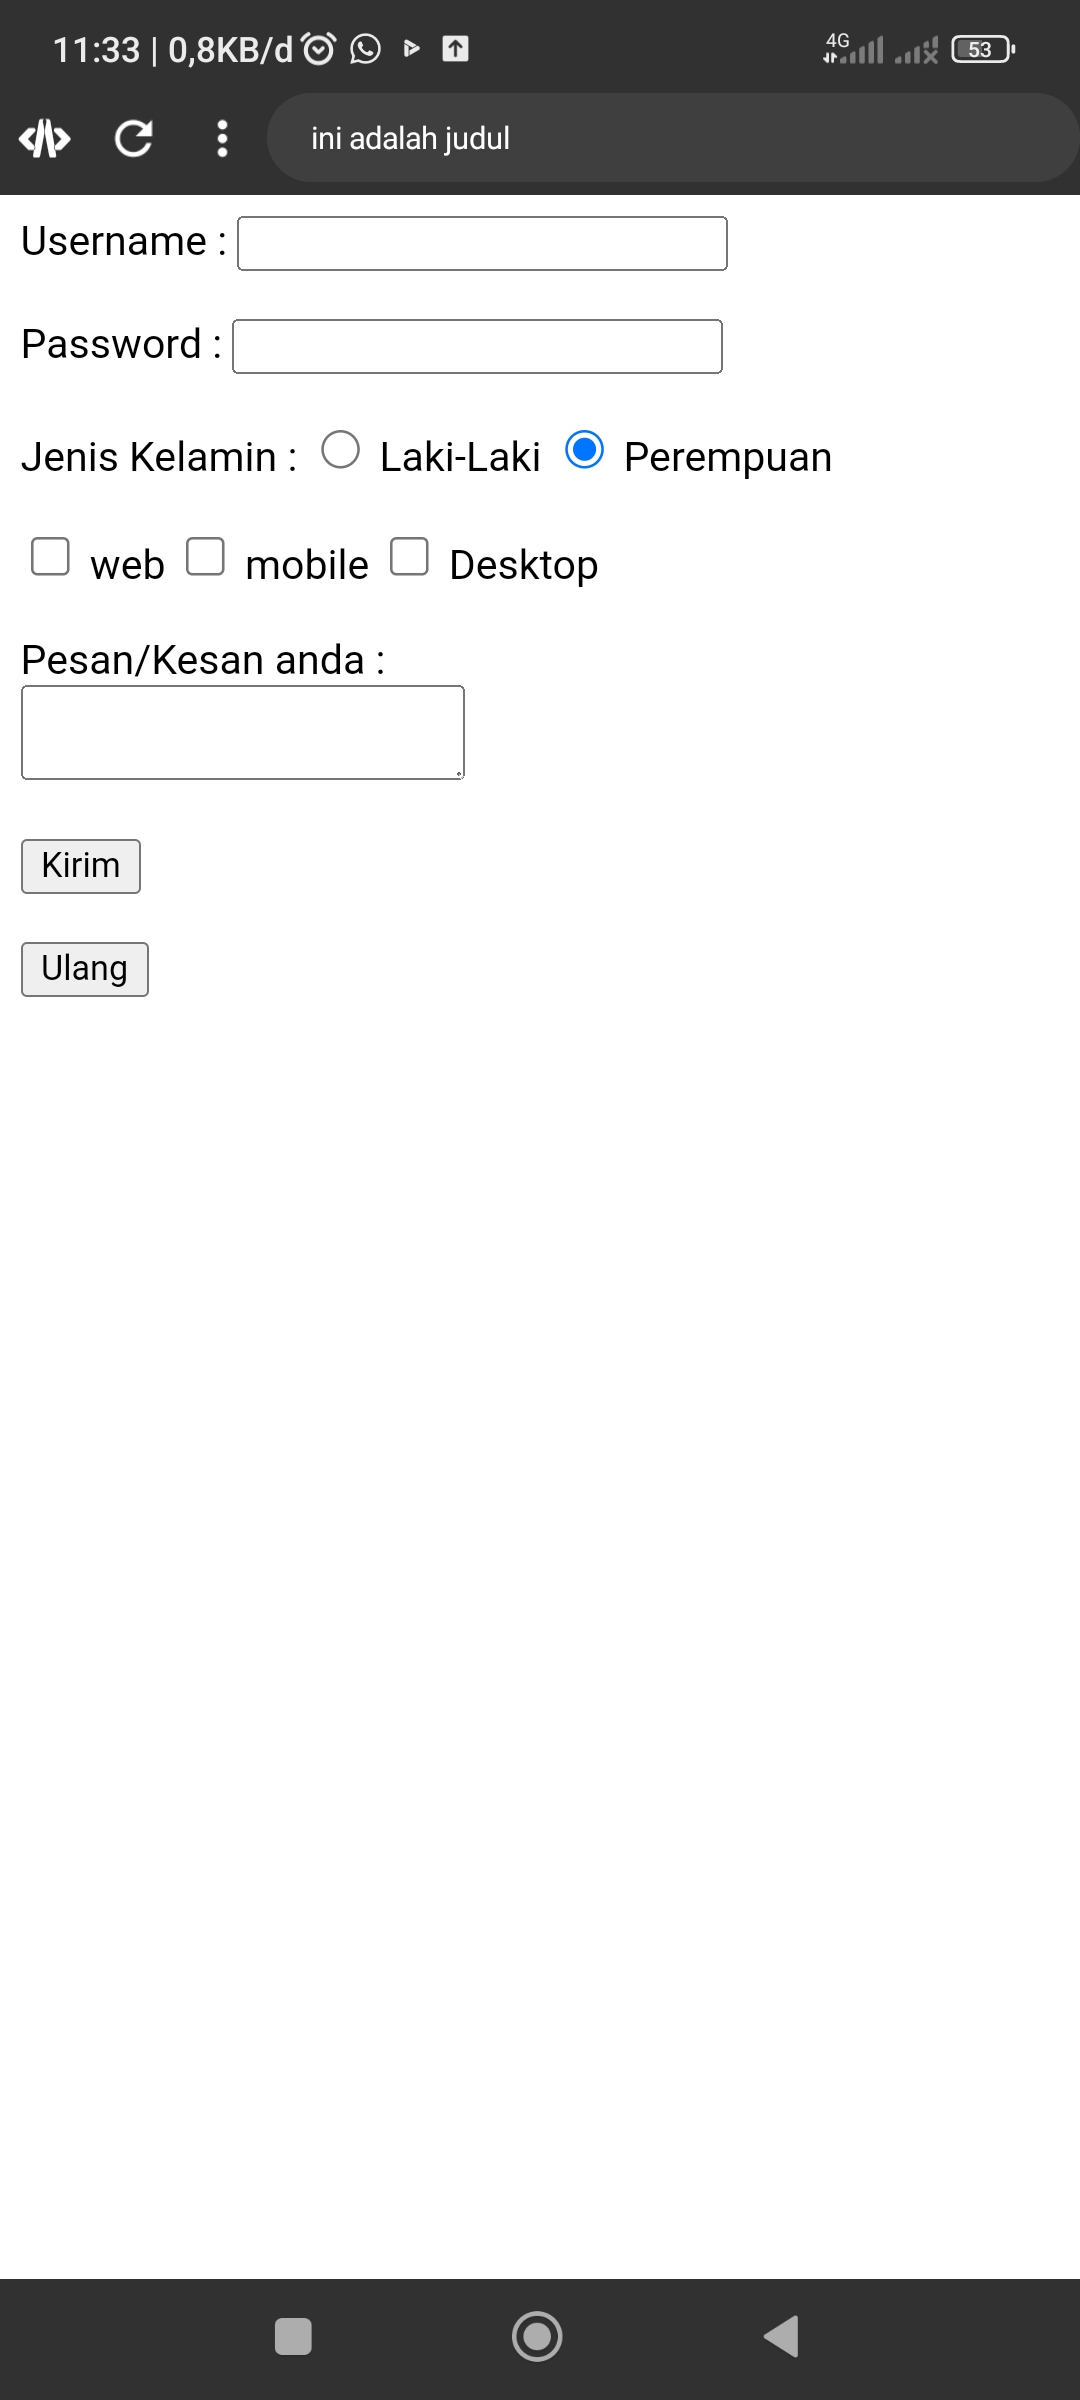 11:33 | 0,8KB/d
4G
53
ini adalah judul
Username :
Password :
Jenis Kelamin : Laki-Laki Perempuan
web mobile Desktop
Pesan/Kesan anda :
Kirim
Ulang